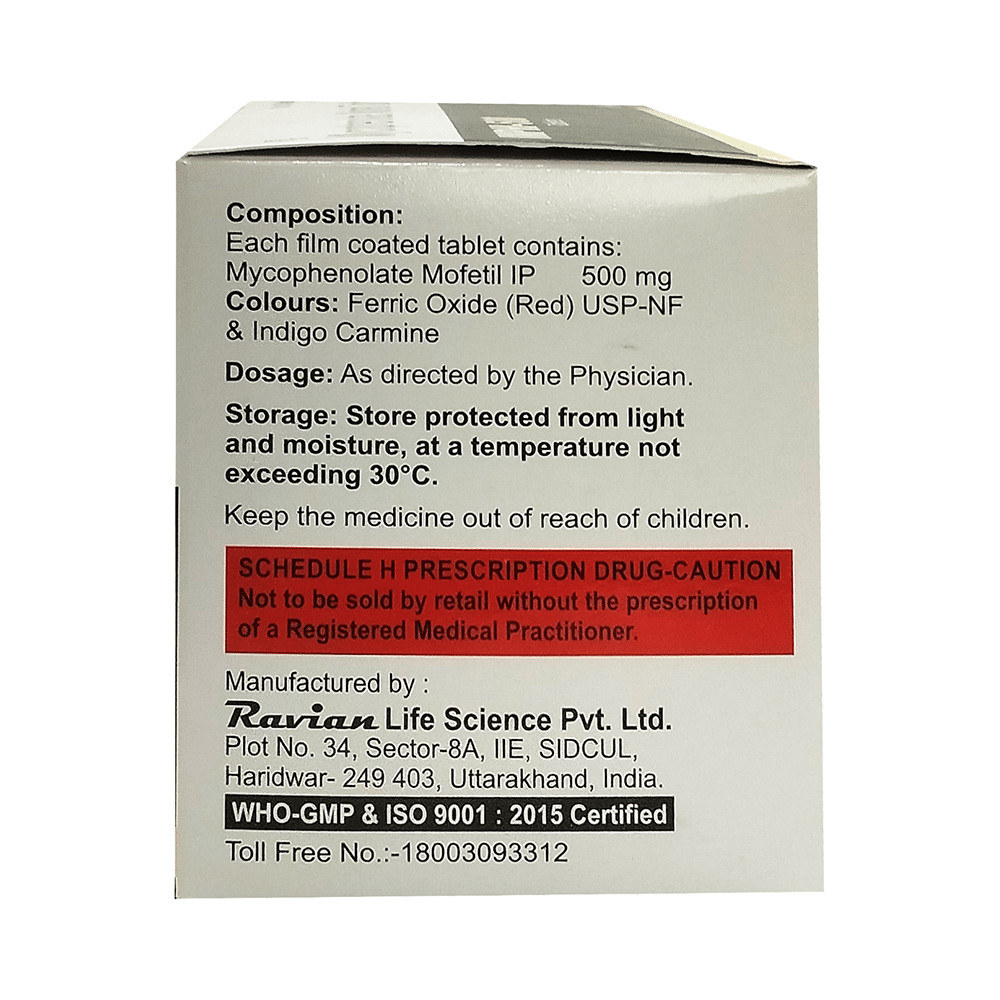 Composition:
Each film coated tablet contains:
Mycophenolate Mofetil IP 500 mg
Colours: Ferric Oxide (Red) USP-NF
& Indigo Carmine
Dosage: As directed by the Physician.
Storage: Store protected from light
and moisture, at a temperature not
exceeding 30°C.
Keep the medicine out of reach of children.
SCHEDULE H PRESCRIPTION DRUG-CAUTION
Not to be sold by retail without the prescription
of a Registered Medical Practitioner.
Manufactured by :
Ravian Life Science Pvt. Ltd.
Plot No. 34, Sector-8A, IIE, SIDCUL,
Haridwar- 249 403, Uttarakhand, India.
WHO-GMP & ISO 9001 : 2015 Certified
Toll Free No.:-18003093312